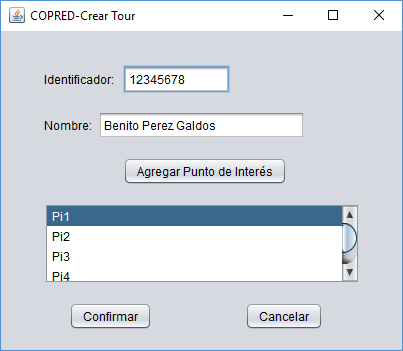 COPRED-Crear Tour
Identificador: 12345678
Nombre: Benito Perez Galdos
Agregar Punto de Interés
Pi1
Pi2
Pi3
Pi4
Confirmar Cancelar